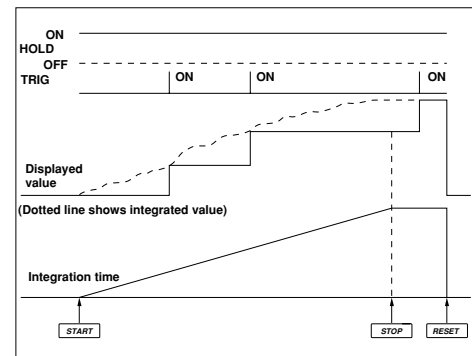 ON
HOLD
OFF
TRIG
ON
ON
ON
Displayed
value
(Dotted line shows integrated value)
Integration time
START
STOP
RESET